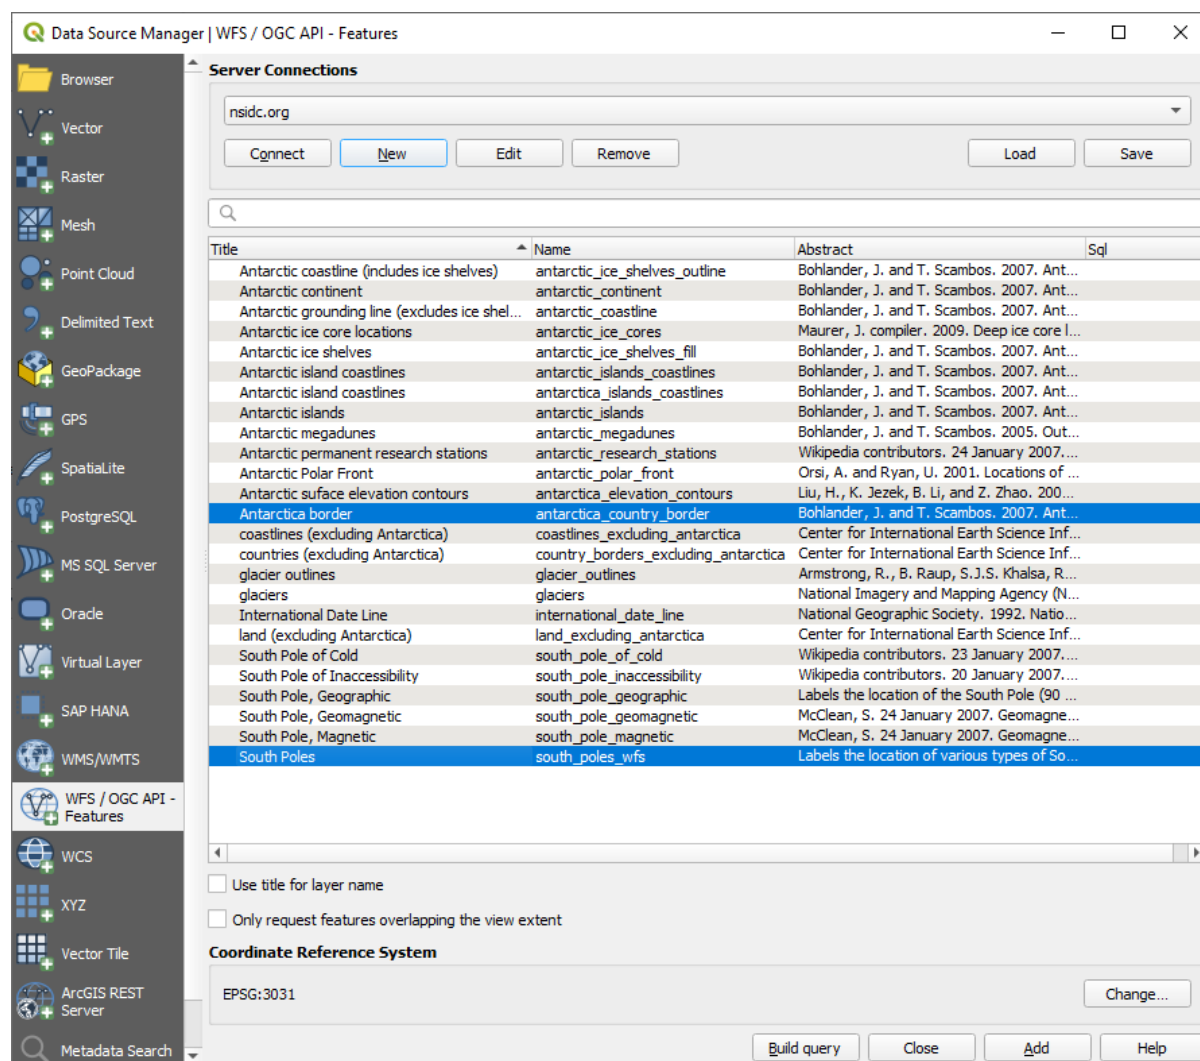 Data Source Manager | WFS / OGC API - Features
Browser
Vector
Raster
Mesh
Point Cloud
Delimited Text
GeoPackage
GPS
SpatiaLite
PostgreSQL
MS SQL Server
Oracle
Virtual Layer
SAP HANA
WMS/WMTS
WFS / OGC API -
Features
WCS
XYZ
Vector Tile
ArcGIS REST
Server
Metadata Search
Server Connections
nsidc.org
Connect New Edit Remove Load Save
Title Name Abstract Sql
Antarctic coastline (includes ice shelves) antarctic_ice_shelves_outline Bohlander, J. and T. Scambos. 2007. Ant...
Antarctic continent antarctic_continent Bohlander, J. and T. Scambos. 2007. Ant...
Antarctic grounding line (excludes ice shel... antarctic_coastline Bohlander, J. and T. Scambos. 2007. Ant...
Antarctic ice core locations antarctic_ice_cores Maurer, J. compiler. 2009. Deep ice core l...
Antarctic ice shelves antarctic_ice_shelves_fill Bohlander, J. and T. Scambos. 2007. Ant...
Antarctic island coastlines antarctic_islands_coastlines Bohlander, J. and T. Scambos. 2007. Ant...
Antarctic island coastlines antarctica_islands_coastlines Bohlander, J. and T. Scambos. 2007. Ant...
Antarctic islands antarctic_islands Bohlander, J. and T. Scambos. 2007. Ant...
Antarctic megadunes antarctic_megadunes Bohlander, J. and T. Scambos. 2005. Out...
Antarctic permanent research stations antarctic_research_stations Wikipedia contributors. 24 January 2007....
Antarctic Polar Front antarctic_polar_front Orsi, A. and Ryan, U. 2001. Locations of ...
Antarctic suface elevation contours antarctica_elevation_contours Liu, H., K. Jezek, B. Li, and Z. Zhao. 200...
Antarctica border antarctica_country_border Bohlander, J. and T. Scambos. 2007. Ant...
coastlines (excluding Antarctica) coastlines_excluding_antarctica Center for International Earth Science Inf...
countries (excluding Antarctica) country_borders_excluding_antarctica Center for International Earth Science Inf...
glacier outlines glacier_outlines Armstrong, R., B. Raup, S.J.S. Khalsa, R...
glaciers glaciers National Imagery and Mapping Agency (N...
International Date Line international_date_line National Geographic Society. 1992. Natio...
land (excluding Antarctica) land_excluding_antarctica Center for International Earth Science Inf...
South Pole of Cold south_pole_of_cold Wikipedia contributors. 23 January 2007....
South Pole of Inaccessibility south_pole_inaccessibility Wikipedia contributors. 20 January 2007....
South Pole, Geographic south_pole_geographic Labels the location of the South Pole (90 ...
South Pole, Geomagnetic south_pole_geomagnetic McClean, S. 24 January 2007. Geomagne...
South Pole, Magnetic south_pole_magnetic McClean, S. 24 January 2007. Geomagne...
South Poles south_poles_wfs Labels the location of various types of So...
Use title for layer name
Only request features overlapping the view extent
Coordinate Reference System
EPSG:3031 Change...
Build query Close Add Help